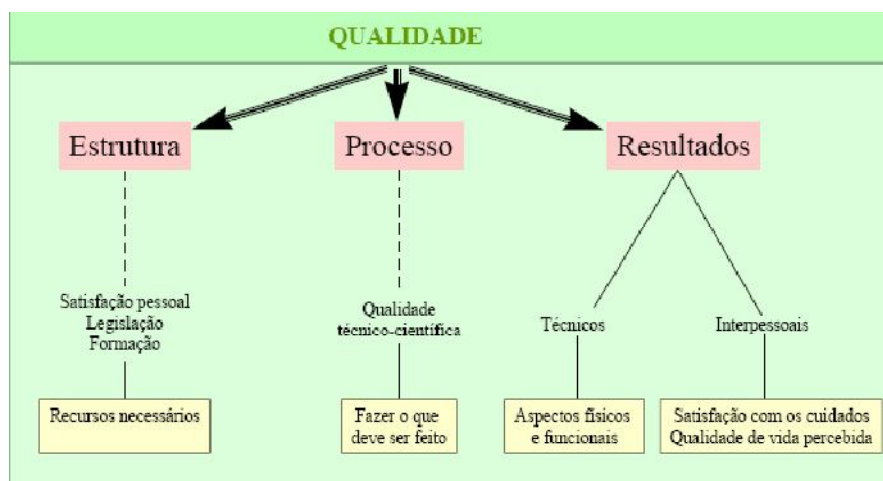 QUALIDADE
Estrutura
Processo
Resultados
Satisfação pessoal
Legislação
Formação
Qualidade
técnico-científica
Técnicos
Interpessoais
Recursos necessários
Fazer o que
deve ser feito
Aspectos físicos
e funcionais
Satisfação com os cuidados
Qualidade de vida percebida